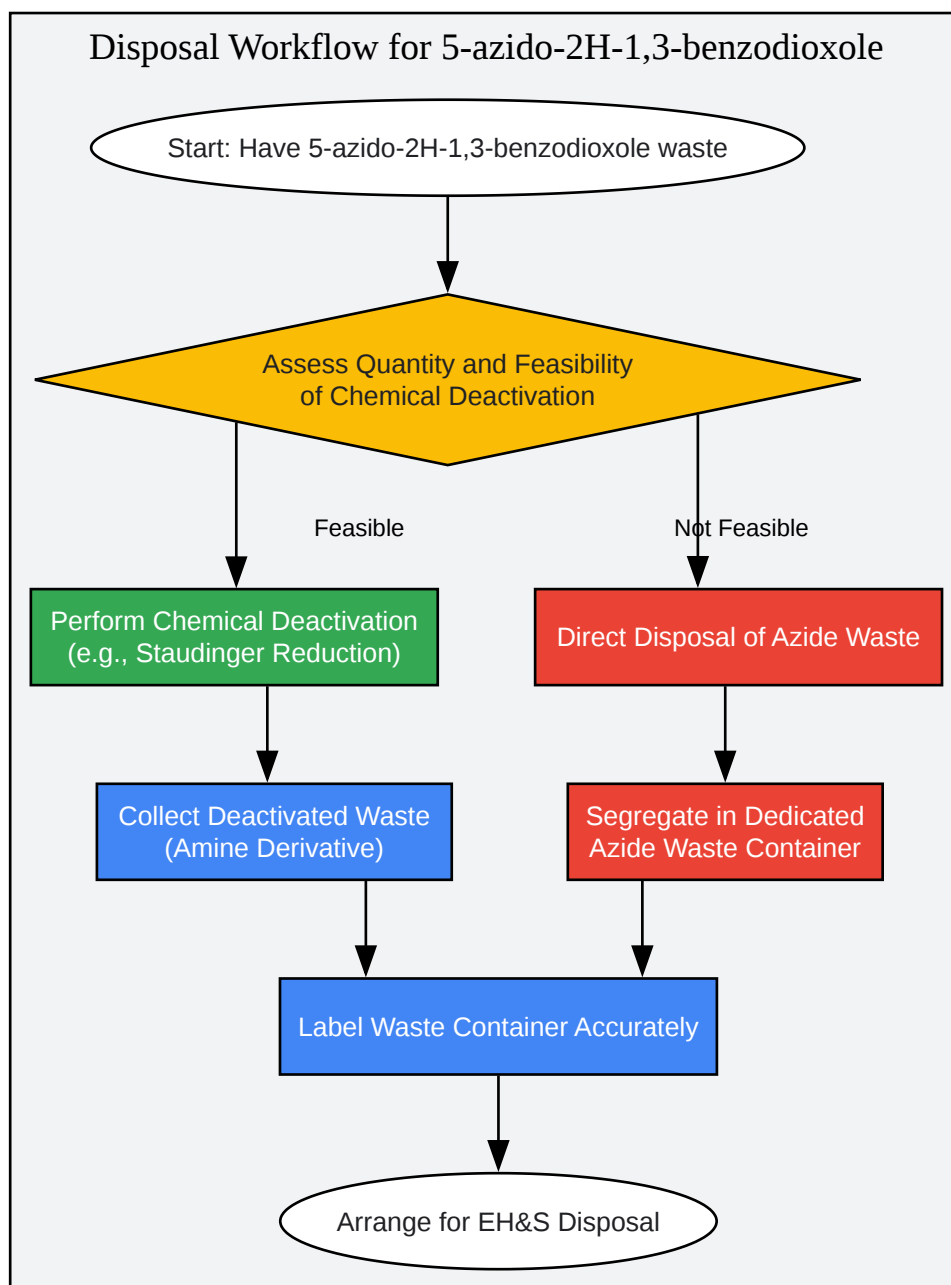 Disposal Workflow for 5-azido-2H-1,3-benzodioxole
Start: Have 5-azido-2H-1,3-benzodioxole waste
Assess Quantity and Feasibility
of Chemical Deactivation
Feasible
Not Feasible
Perform Chemical Deactivation
(e.g., Staudinger Reduction)
Direct Disposal of Azide Waste
Collect Deactivated Waste
(Amine Derivative)
Segregate in Dedicated
Azide Waste Container
Label Waste Container Accurately
Arrange for EH&S Disposal